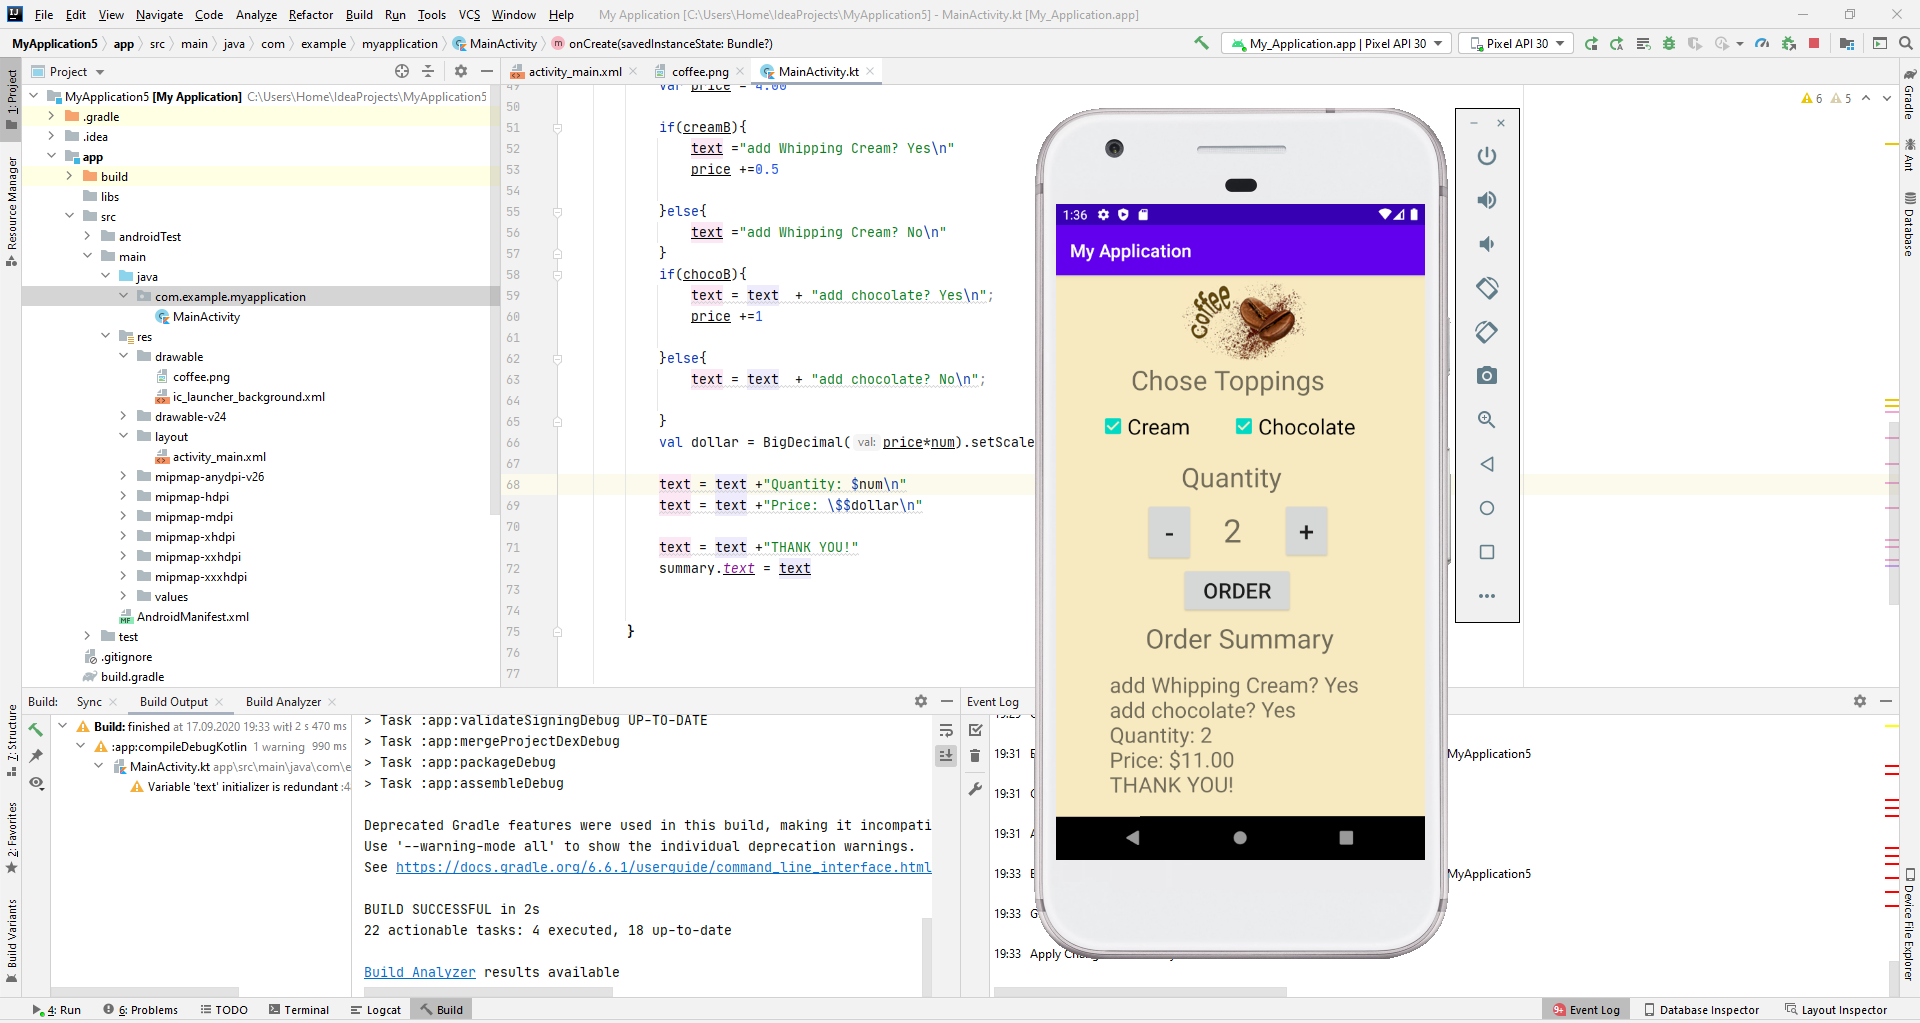 File Edit View Navigate Code Analyze Refactor Build Run Tools VCS Window Help My Application [C:\Users\Home\IdeaProjects\MyApplication5] - MainActivity.kt [My_Application.app]
MyApplication5 app src main java com example myapplication MainActivity onCreate(savedInstanceState: Bundle?) My_Application.app | Pixel API 30 Pixel API 30
1: Project
Resource Manager
7: Structure
2: Favorites
Build Variants
Project
MyApplication5 [My Application] C:\Users\Home\IdeaProjects\MyApplication5
.gradle
.idea
app
build
libs
src
androidTest
main
java
com.example.myapplication
MainActivity
res
drawable
coffee.png
ic_launcher_background.xml
drawable-v24
layout
activity_main.xml
mipmap-anydpi-v26
mipmap-hdpi
mipmap-mdpi
mipmap-xhdpi
mipmap-xxhdpi
mipmap-xxxhdpi
values
AndroidManifest.xml
test
.gitignore
build.gradle
activity_main.xml coffee.png MainActivity.kt
6 5
49 var price = 4.00
50
51 if(creamB){
52 text ="add Whipping Cream? Yes\n"
53 price +=0.5
54
55 }else{
56 text ="add Whipping Cream? No\n"
57 }
58 if(chocoB){
59 text = text + "add chocolate? Yes\n";
60 price +=1
61
62 }else{
63 text = text + "add chocolate? No\n";
64
65 }
66 val dollar = BigDecimal( val: price*num).setScale
67
68 text = text +"Quantity: $num\n"
69 text = text +"Price: \$$dollar\n"
70
71 text = text +"THANK YOU!"
72 summary.text = text
73
74
75 }
76
77
1:36
My Application
coffee
Chose Toppings
Cream Chocolate
Quantity
- 2 +
ORDER
Order Summary
add Whipping Cream? Yes
add chocolate? Yes
Quantity: 2
Price: $11.00
THANK YOU!
Gradle
Ant
Database
Device File Explorer
Build: Sync Build Output Build Analyzer
Build: finished at 17.09.2020 19:33 with 2 s 470 ms
:app:compileDebugKotlin 1 warning 990 ms
MainActivity.kt app\src\main\java\com\e
Variable 'text' initializer is redundant :4
> Task :app:validateSigningDebug UP-TO-DATE
> Task :app:mergeProjectDexDebug
> Task :app:packageDebug
> Task :app:assembleDebug
Deprecated Gradle features were used in this build, making it incompati
Use '--warning-mode all' to show the individual deprecation warnings.
See https://docs.gradle.org/6.6.1/userguide/command_line_interface.html
BUILD SUCCESSFUL in 2s
22 actionable tasks: 4 executed, 18 up-to-date
Build Analyzer results available
Event Log
19:29
19:31 MyApplication5
19:31
19:31
19:33 MyApplication5
19:33
19:33 Apply
4: Run 6: Problems TODO Terminal Logcat Build 9+ Event Log Database Inspector Layout Inspector